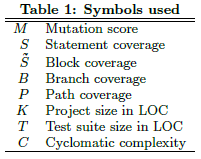 Table 1: Symbols used
M Mutation score
S Statement coverage
S̃ Block coverage
B Branch coverage
P Path coverage
K Project size in LOC
T Test suite size in LOC
C Cyclomatic complexity